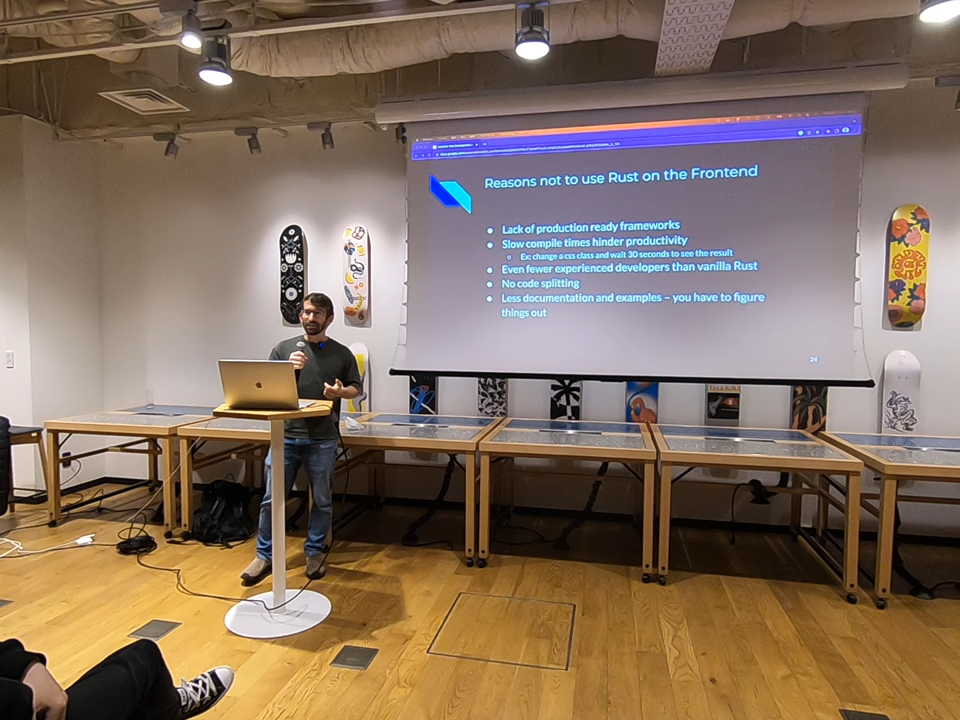 Reasons not to use Rust on the Frontend
● Lack of production ready frameworks
● Slow compile times hinder productivity
○ Ex: change a css class and wait 30 seconds to see the result
● Even fewer experienced developers than vanilla Rust
● No code splitting
● Less documentation and examples – you have to figure
things out
24